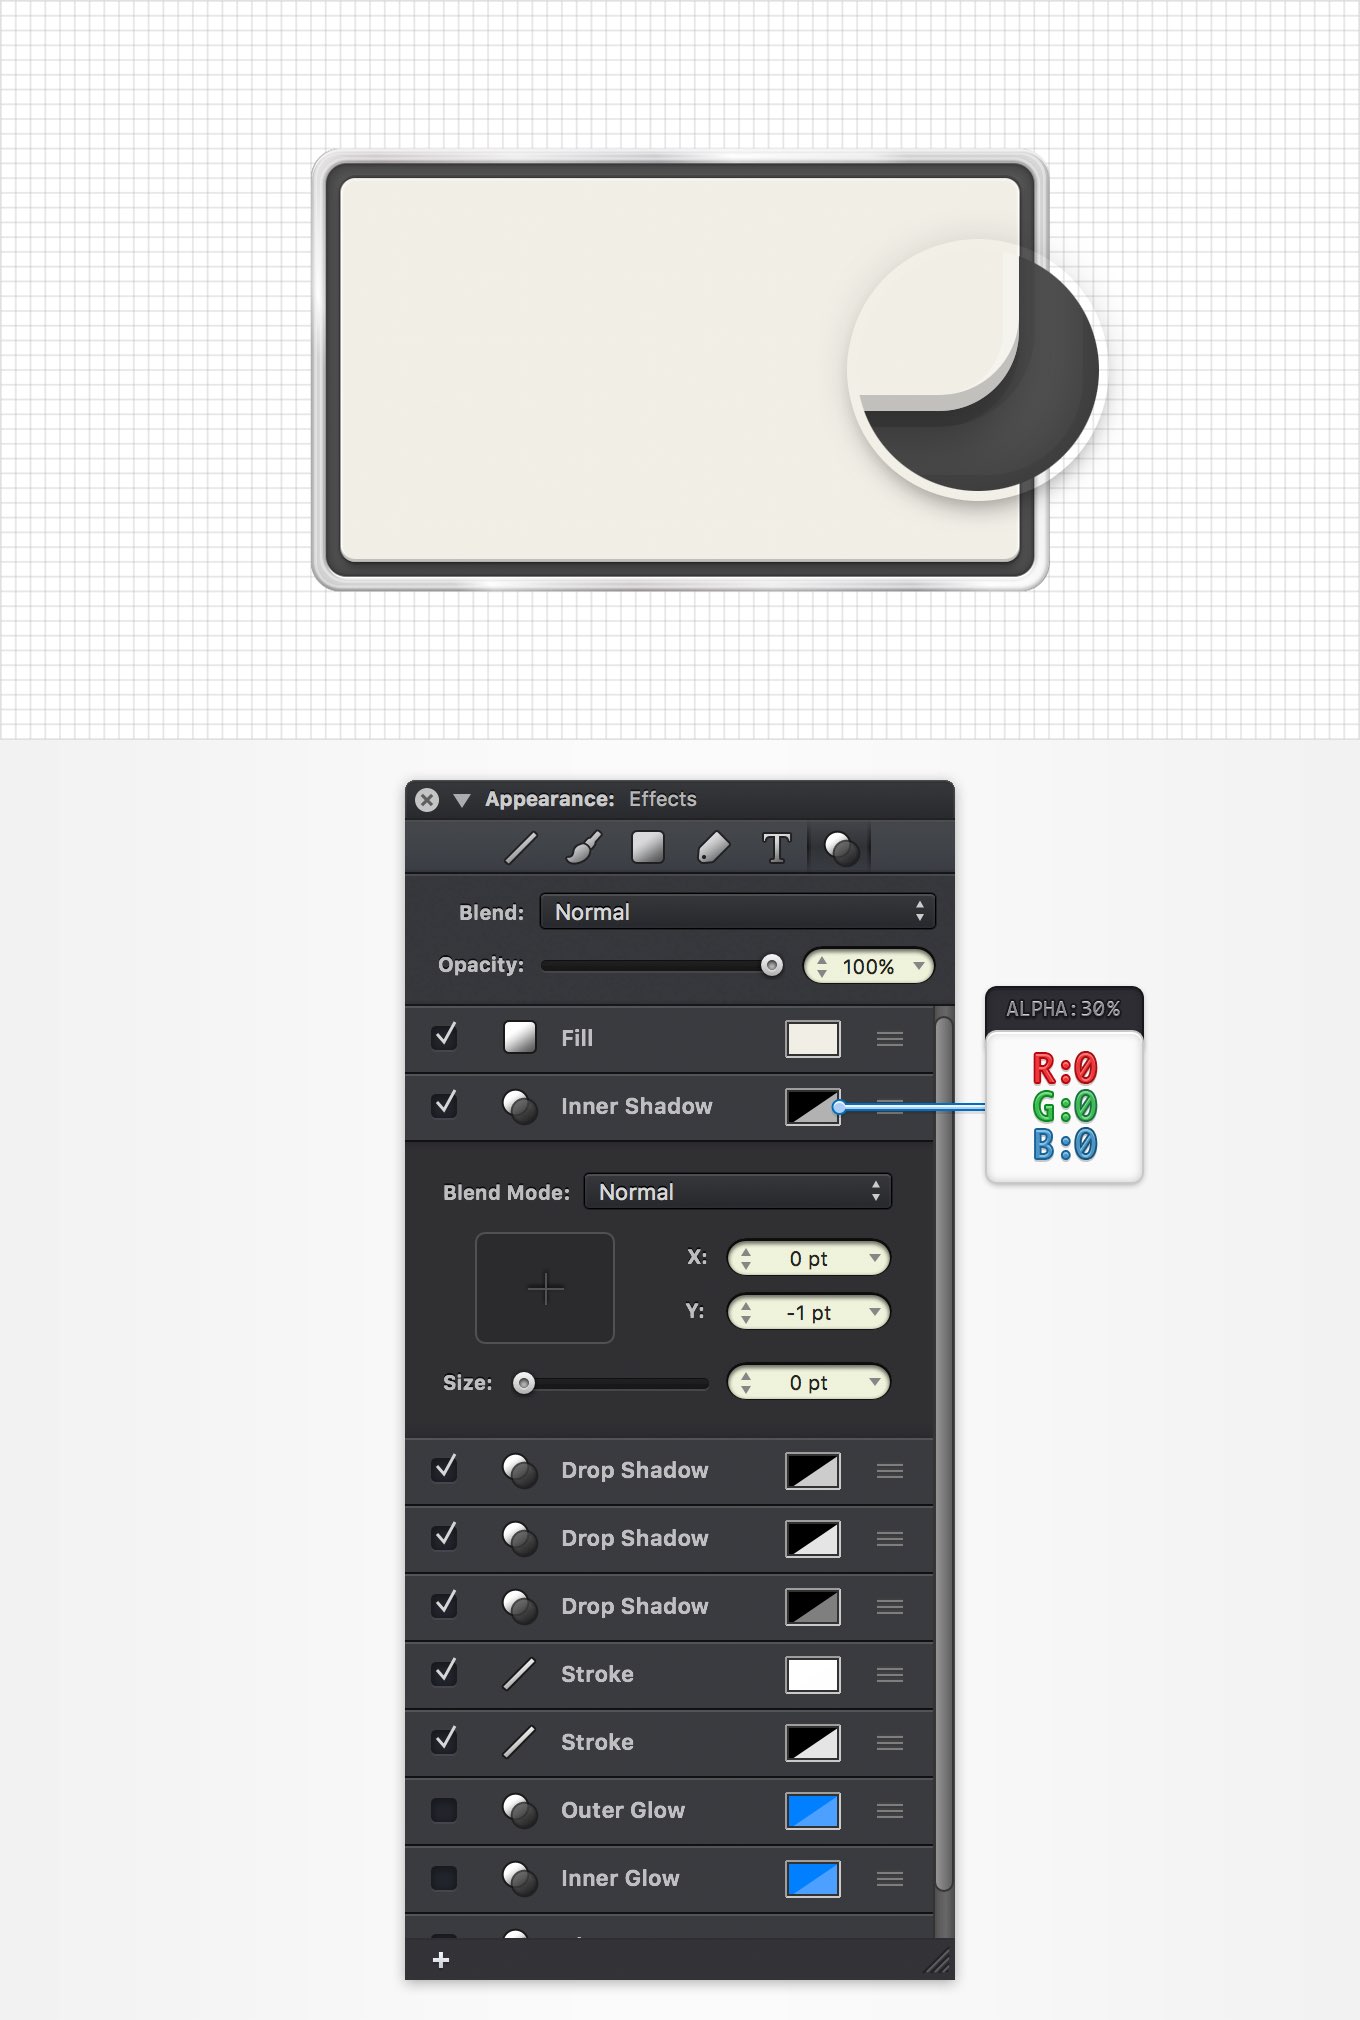 Appearance: Effects
T
Blend: Normal
Opacity: 100%
Fill
Inner Shadow
ALPHA:30%
R:0
G:0
B:0
Blend Mode: Normal
X: 0 pt
Y: -1 pt
Size: 0 pt
Drop Shadow
Drop Shadow
Drop Shadow
Stroke
Stroke
Outer Glow
Inner Glow